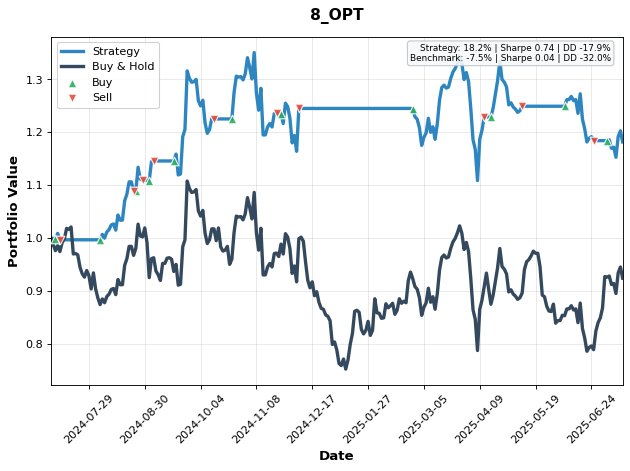 8_OPT
Strategy
Buy & Hold
Buy
Sell
Strategy: 18.2% | Sharpe 0.74 | DD -17.9%
Benchmark: -7.5% | Sharpe 0.04 | DD -32.0%
Portfolio Value
1.3
1.2
1.1
1.0
0.9
0.8
2024-07-29
2024-08-30
2024-10-04
2024-11-08
2024-12-17
2025-01-27
2025-03-05
2025-04-09
2025-05-19
2025-06-24
Date